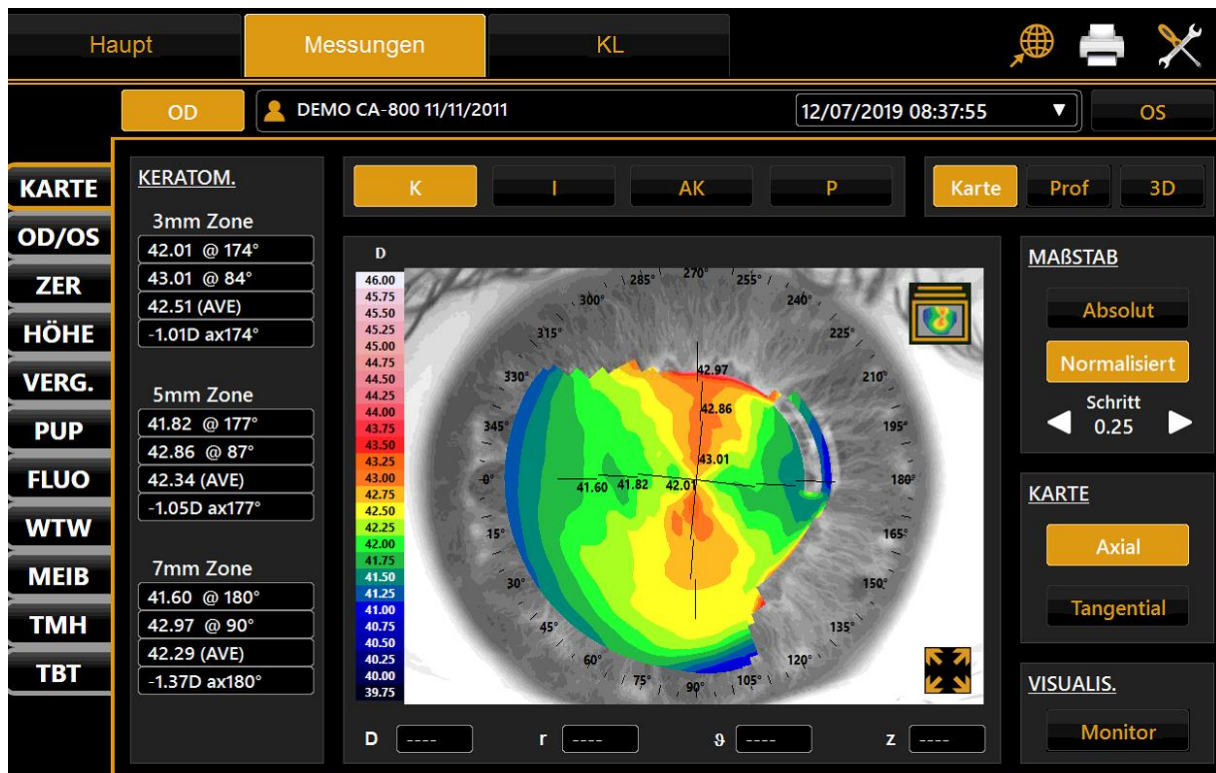 Haupt
Messungen
KL
OD
DEMO CA-800 11/11/2011
12/07/2019 08:37:55
OS
KARTE
OD/OS
ZER
HÖHE
VERG.
PUP
FLUO
WTW
MEIB
TMH
TBT
KERATOM.
3mm Zone
42.01 @ 174°
43.01 @ 84°
42.51 (AVE)
-1.01D ax174°
5mm Zone
41.82 @ 177°
42.86 @ 87°
42.34 (AVE)
-1.05D ax177°
7mm Zone
41.60 @ 180°
42.97 @ 90°
42.29 (AVE)
-1.37D ax180°
K
I
AK
P
Karte
Prof
3D
D
46.00
45.75
45.50
45.25
45.00
44.75
44.50
44.25
44.00
43.75
43.50
43.25
43.00
42.75
42.50
42.25
42.00
41.75
41.50
41.25
41.00
40.75
40.50
40.25
40.00
39.75
285° 270° 255°
300° 240°
315° 225°
330° 42.97 210°
42.86
345° 195°
43.01
0° 41.60 41.82 42.01 180°
15° 165°
30° 150°
45° 135°
60° 120°
75° 90° 105°
D ----
r ----
ϑ ----
z ----
MAßSTAB
Absolut
Normalisiert
Schritt
0.25
KARTE
Axial
Tangential
VISUALIS.
Monitor